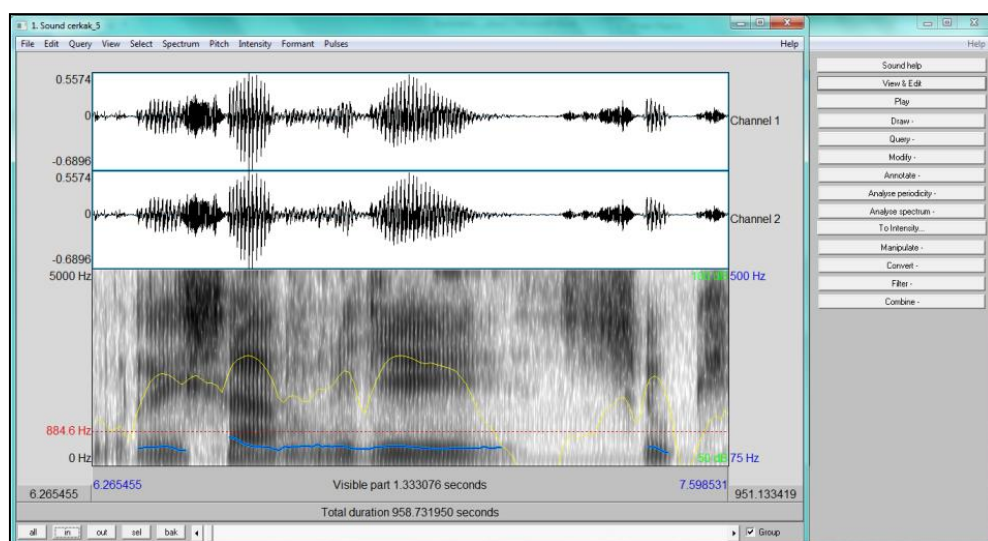 1. Sound cerkak_5
File Edit Query View Select Spectrum Pitch Intensity Formant Pulses Help
Help
Sound help
View & Edit
Play
Draw -
Query -
Modify -
Annotate -
Analyse periodicity -
Analyse spectrum -
To Intensity...
Manipulate -
Convert -
Filter -
Combine -
0.5574
0
-0.6896
Channel 1
0.5574
0
-0.6896
Channel 2
5000 Hz
100 dB 500 Hz
884.6 Hz
0 Hz
50 dB 75 Hz
6.265455 Visible part 1.333076 seconds 7.598531
6.265455 951.133419
Total duration 958.731950 seconds
all in out sel bak Group